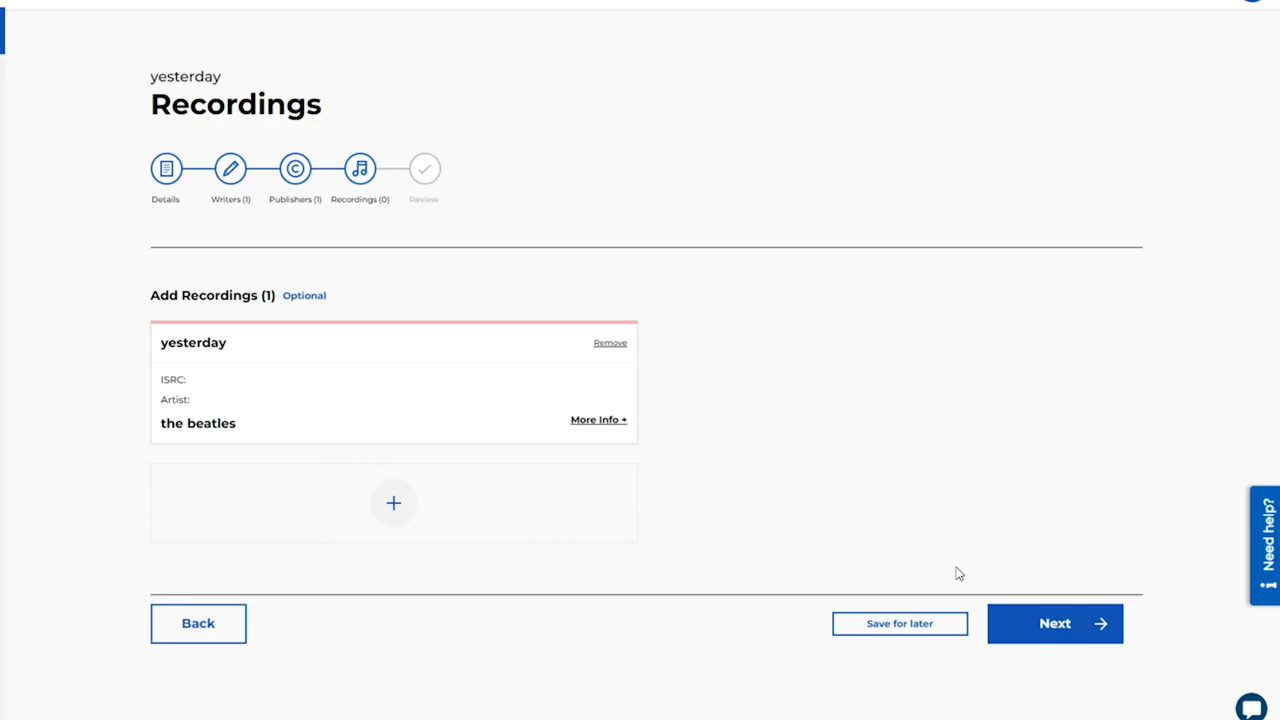 yesterday
Recordings
Details
Writers (1)
Publishers (1)
Recordings (0)
Review
Add Recordings (1) Optional
yesterday
Remove
ISRC:
Artist:
the beatles
More Info +
Need help?
Back
Save for later
Next